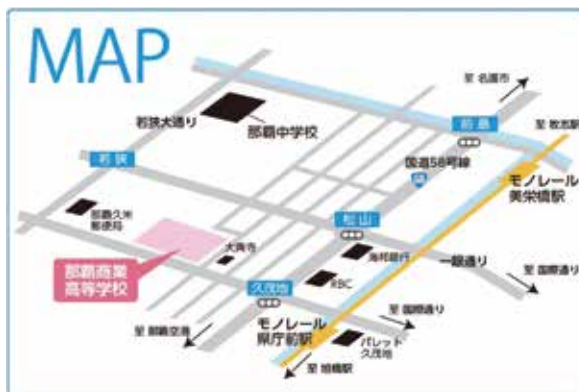 MAP
至 名護市
若狭大通り
那覇中学校
前島
至 牧志駅
若狭
国道58号線
58
モノレール
美栄橋駅
那覇久米
郵便局
松山
大典寺
海邦銀行
一銀通り
至 国際通り
那覇商業
高等学校
久茂地
RBC
至 国際通り
至 那覇空港
モノレール
県庁前駅
パレット
久茂地
至 旭橋駅